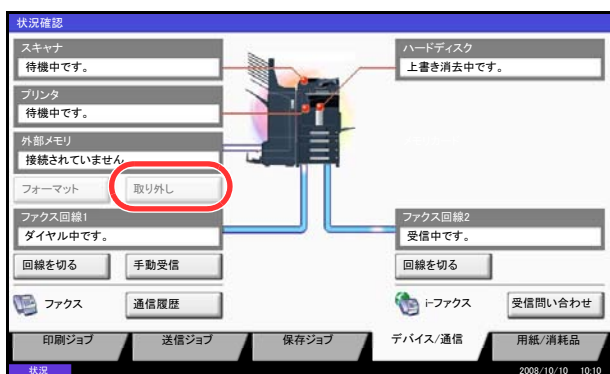 状況確認
スキャナ
待機中です。
ハードディスク
上書き消去中です。
プリンタ
待機中です。
外部メモリ
接続されていません
フォーマット
取り外し
ファクス回線1
ダイヤル中です。
ファクス回線2
受信中です。
回線を切る
手動受信
回線を切る
ファクス
通信履歴
i-ファクス
受信問い合わせ
印刷ジョブ
送信ジョブ
保存ジョブ
デバイス/通信
用紙/消耗品
状況
2008/10/10 10:10